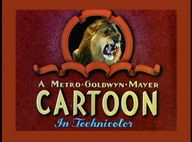 A METRO-GOLDWYN-MAYER
CARTOON
In Technicolor